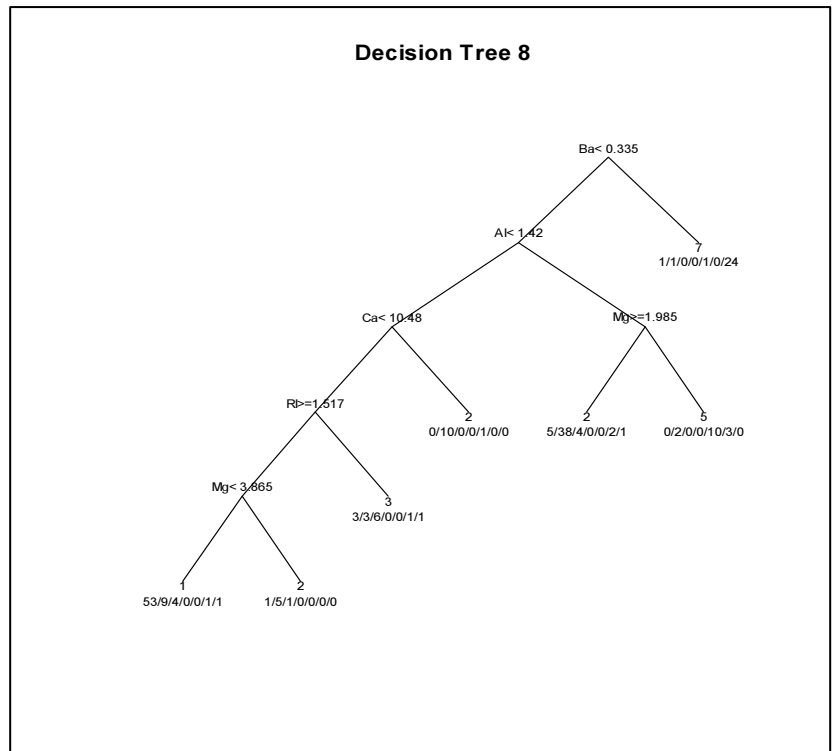 Decision Tree 8
Ba< 0.335
Al< 1.42
7
1/1/0/0/1/0/24
Ca< 10.48
Mg>=1.985
RI>=1.517
2
0/10/0/0/1/0/0
2
5/38/4/0/0/2/1
5
0/2/0/0/10/3/0
Mg< 3.865
3
3/3/6/0/0/1/1
1
53/9/4/0/0/1/1
2
1/5/1/0/0/0/0